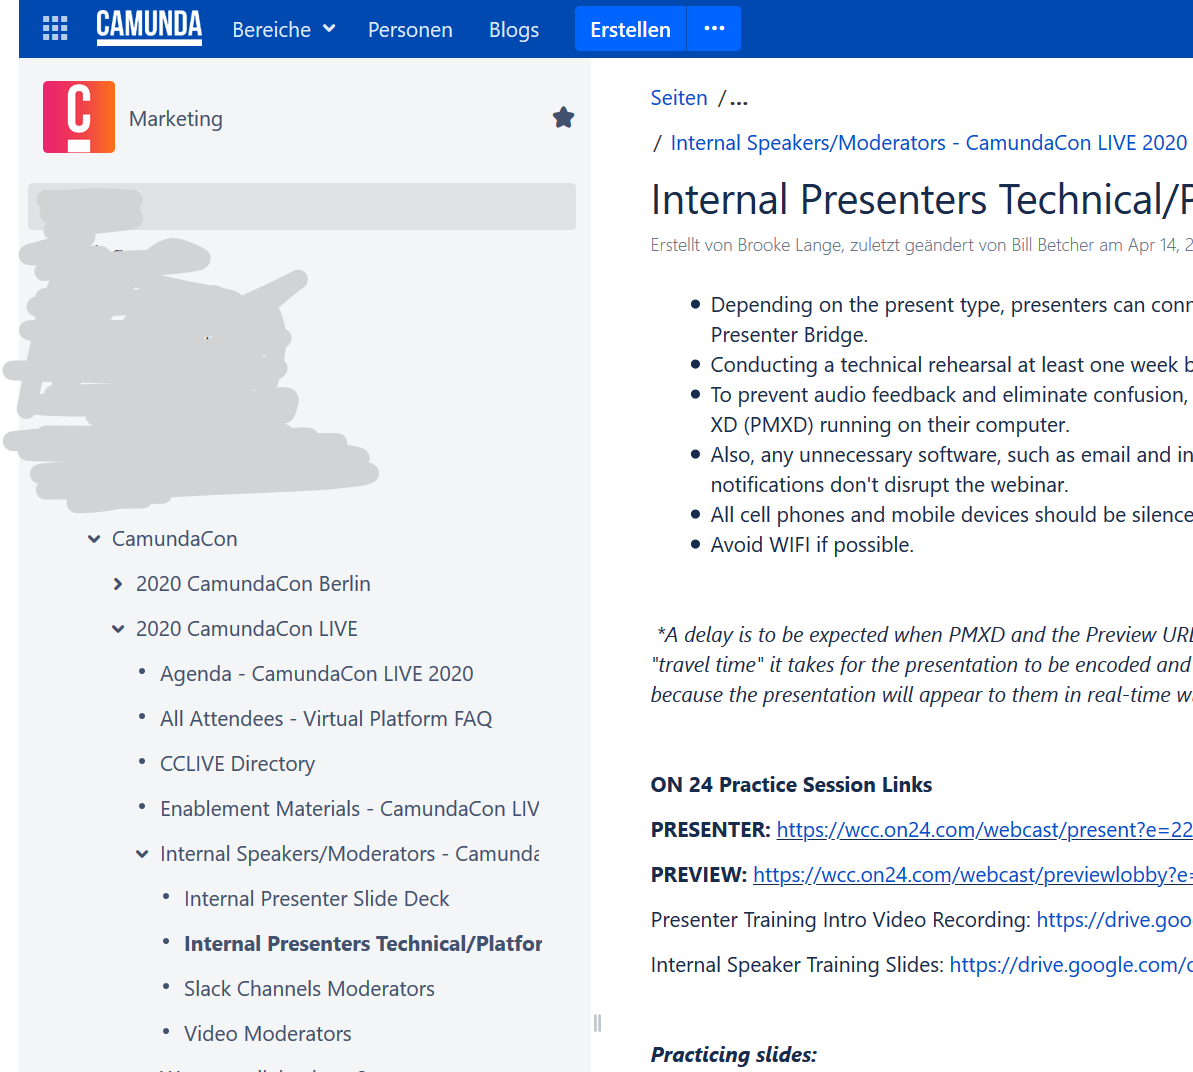 CAMUNDA Bereiche Personen Blogs Erstellen ...
Marketing
CamundaCon
2020 CamundaCon Berlin
2020 CamundaCon LIVE
Agenda - CamundaCon LIVE 2020
All Attendees - Virtual Platform FAQ
CCLIVE Directory
Enablement Materials - CamundaCon LIV
Internal Speakers/Moderators - Camunda
Internal Presenter Slide Deck
Internal Presenters Technical/Platfor
Slack Channels Moderators
Video Moderators
Seiten /...
/ Internal Speakers/Moderators - CamundaCon LIVE 2020
Internal Presenters Technical/P
Erstellt von Brooke Lange, zuletzt geändert von Bill Betcher am Apr 14, 2
• Depending on the present type, presenters can conn
Presenter Bridge.
• Conducting a technical rehearsal at least one week b
• To prevent audio feedback and eliminate confusion,
XD (PMXD) running on their computer.
• Also, any unnecessary software, such as email and in
notifications don't disrupt the webinar.
• All cell phones and mobile devices should be silence
• Avoid WIFI if possible.
*A delay is to be expected when PMXD and the Preview URL
"travel time" it takes for the presentation to be encoded and
because the presentation will appear to them in real-time w
ON 24 Practice Session Links
PRESENTER: https://wcc.on24.com/webcast/present?e=22
PREVIEW: https://wcc.on24.com/webcast/previewlobby?e=
Presenter Training Intro Video Recording: https://drive.goo
Internal Speaker Training Slides: https://drive.google.com/
Practicing slides: